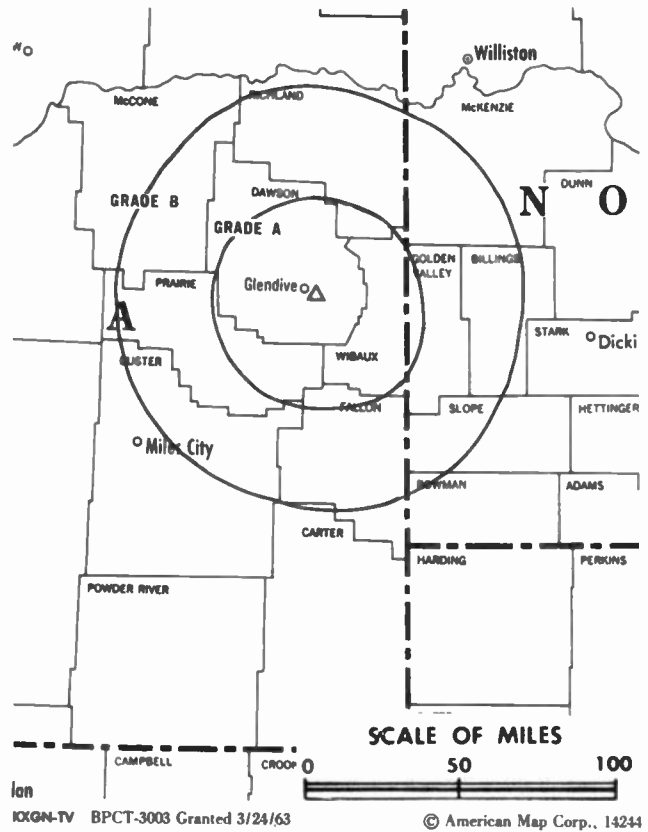 Williston
McCONE
RICHLAND
McKENZIE
DUNN
GRADE B
DAWSON
N O
GRADE A
GOLDEN VALLEY
BILLINGS
PRAIRIE
Glendive
A
STARK
Dicki
CUSTER
WIBAUX
FALLON
SLOPE
HETTINGER
Miles City
BOWMAN
ADAMS
CARTER
HARDING
PERKINS
POWDER RIVER
SCALE OF MILES
CAMPBELL
CROOK
0 50 100
lan
KXGN-TV BPCT-3003 Granted 3/24/63
© American Map Corp., 14244